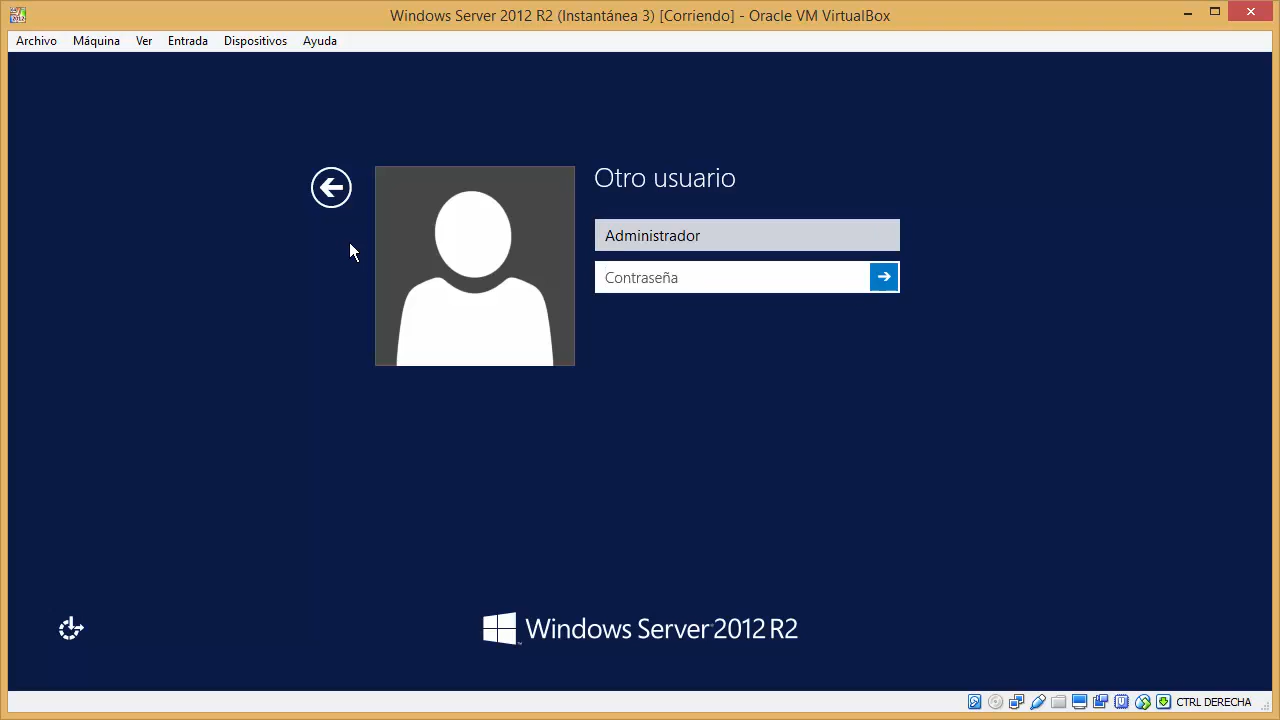 Windows Server 2012 R2 (Instantánea 3) [Corriendo] - Oracle VM VirtualBox
Archivo Máquina Ver Entrada Dispositivos Ayuda
Otro usuario
Administrador
Contraseña
Windows Server 2012 R2
CTRL DERECHA